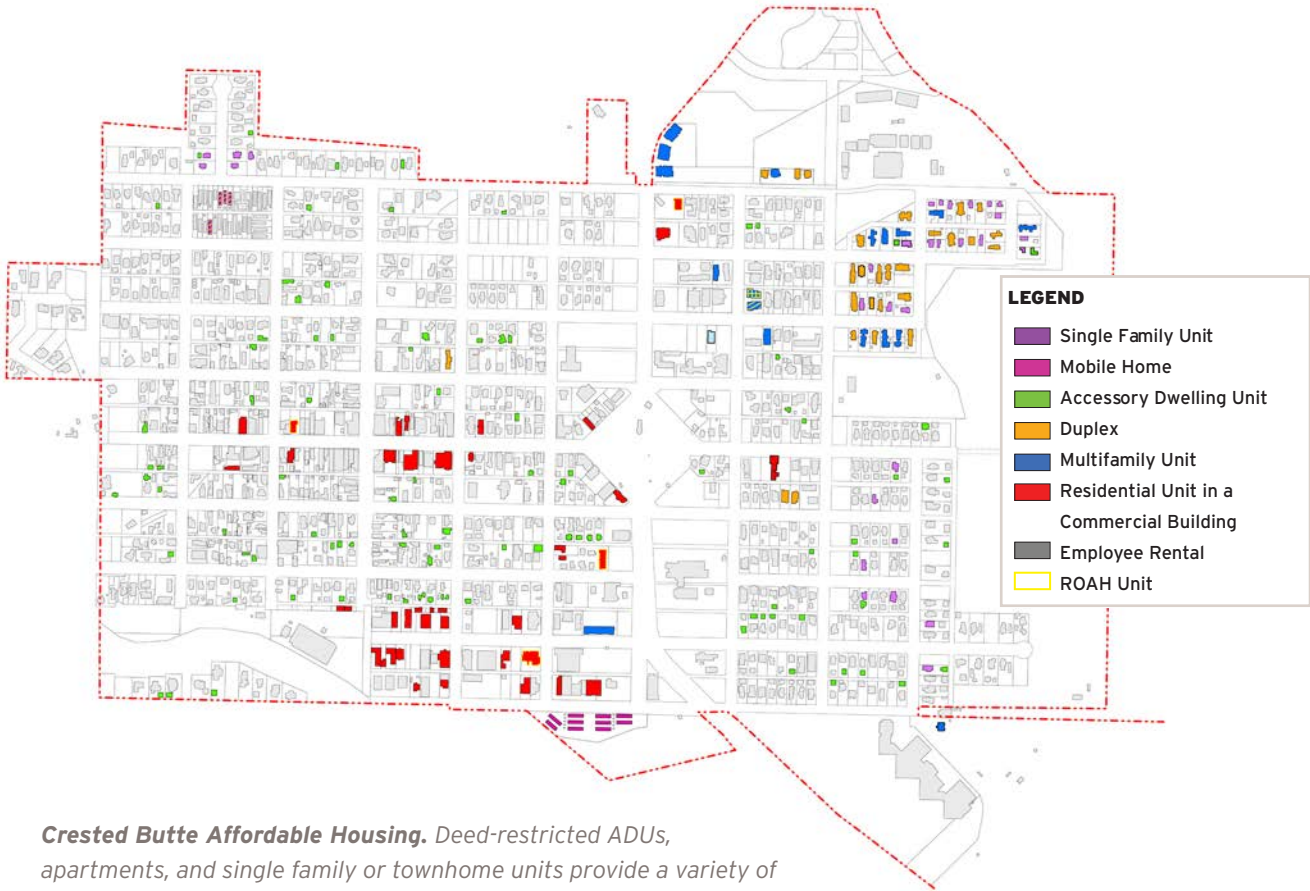 LEGEND
Single Family Unit
Mobile Home
Accessory Dwelling Unit
Duplex
Multifamily Unit
Residential Unit in a
Commercial Building
Employee Rental
ROAH Unit
Crested Butte Affordable Housing. Deed-restricted ADUs,
apartments, and single family or townhome units provide a variety of